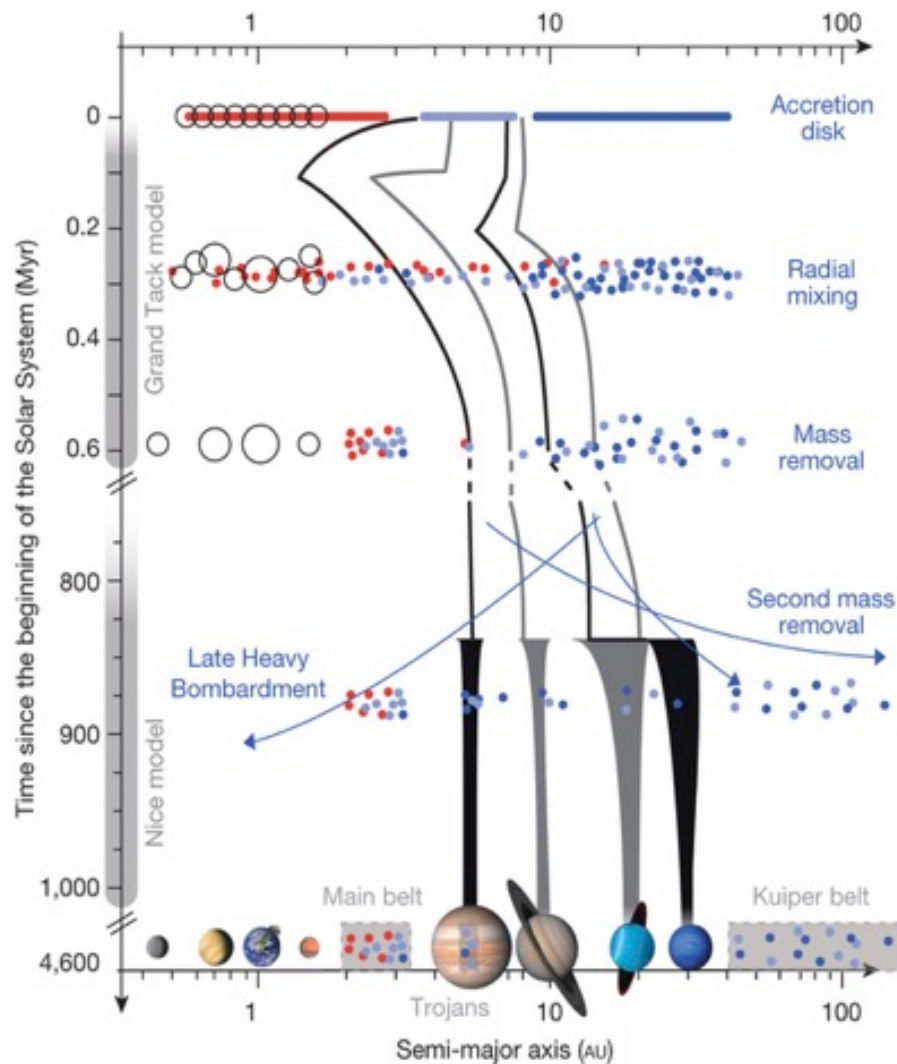 1 10 100
0
Accretion
disk
0.2
Radial
mixing
0.4
0.6
Mass
removal
Grand Tack model
Time since the beginning of the Solar System (Myr)
800
Second mass
removal
Late Heavy
Bombardment
900
Nice model
1,000
Main belt
Kuiper belt
4,600
Trojans
1 10 100
Semi-major axis (AU)